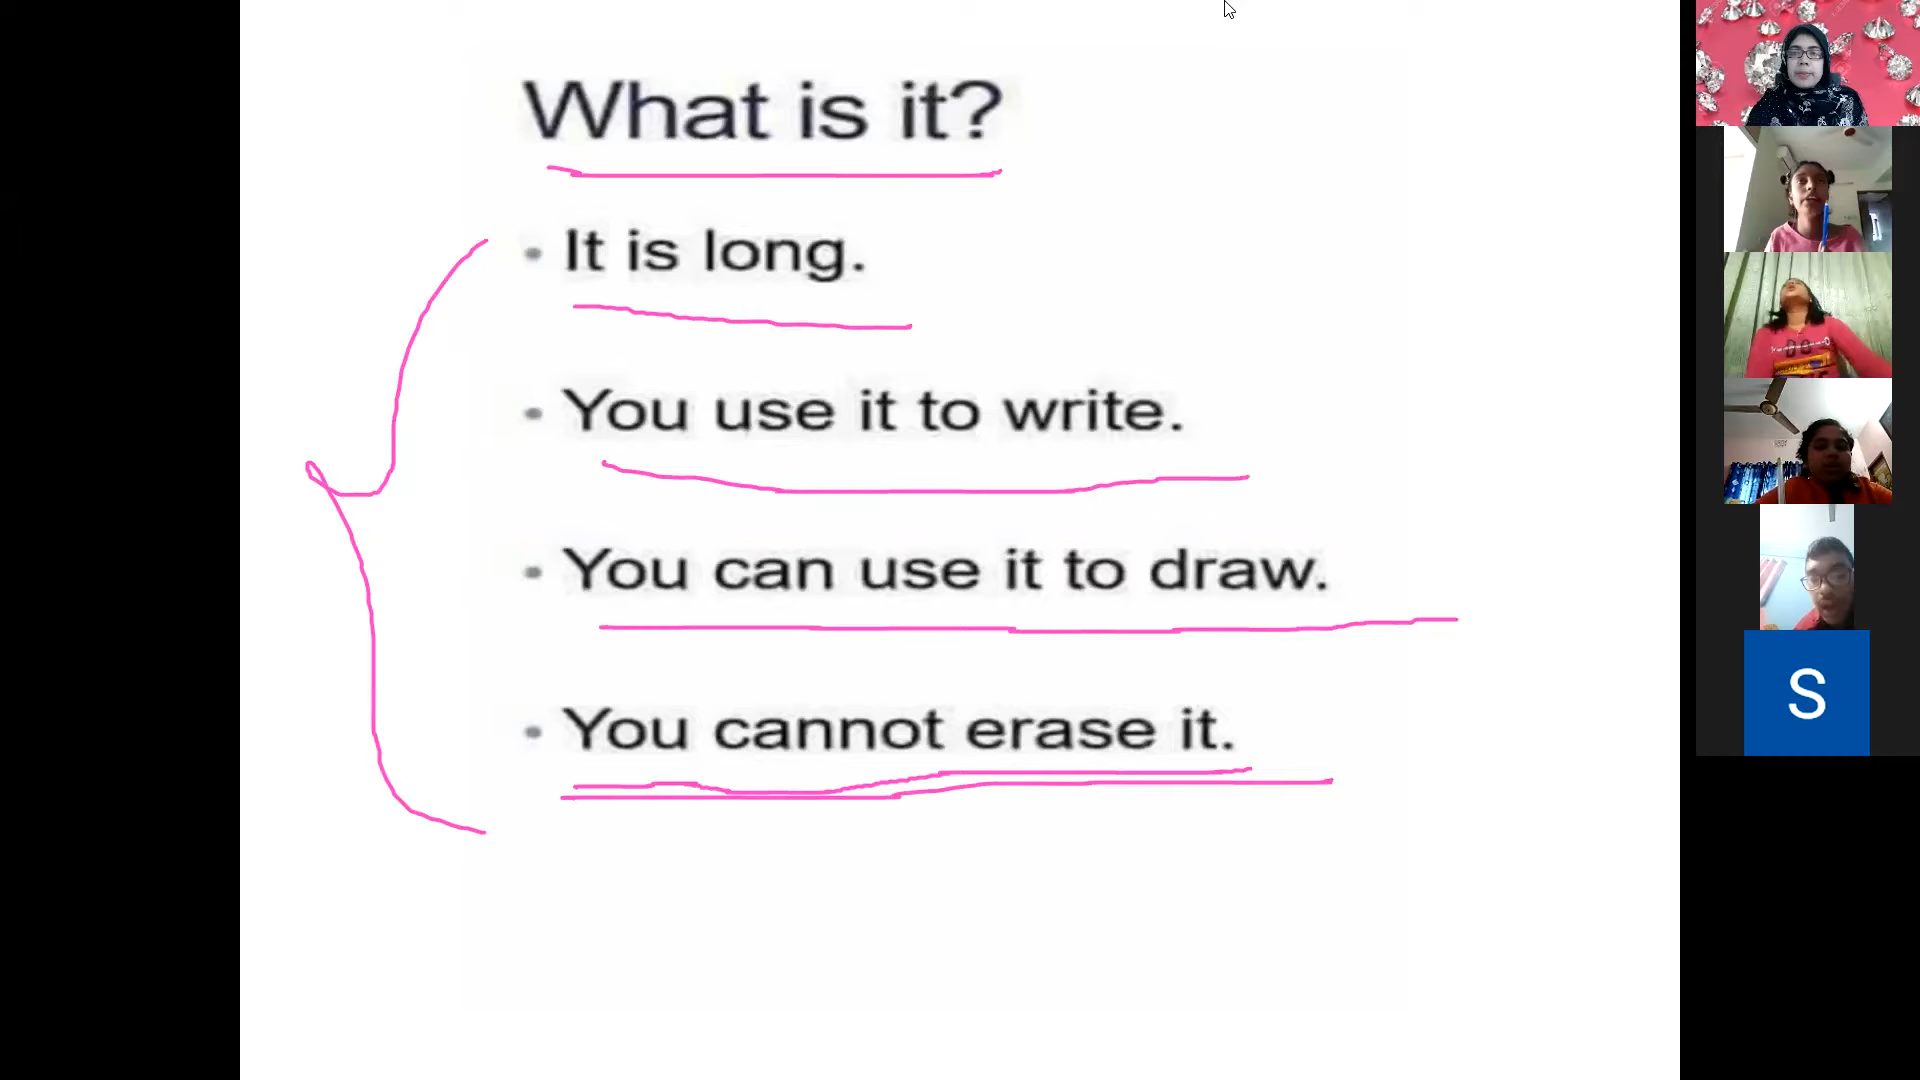 What is it?
• It is long.
• You use it to write.
• You can use it to draw.
• You cannot erase it.
S